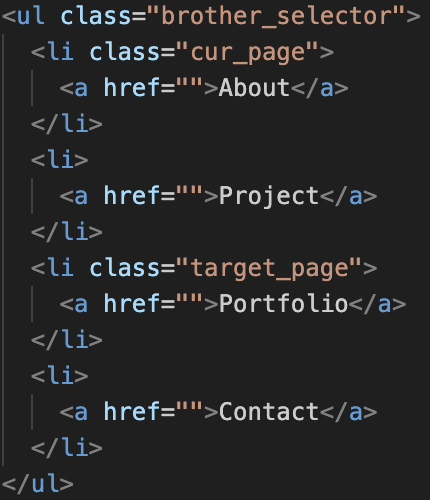 <ul class="brother_selector">
<li class="cur_page">
<a href="">About</a>
</li>
<li>
<a href="">Project</a>
</li>
<li class="target_page">
<a href="">Portfolio</a>
</li>
<li>
<a href="">Contact</a>
</li>
</ul>